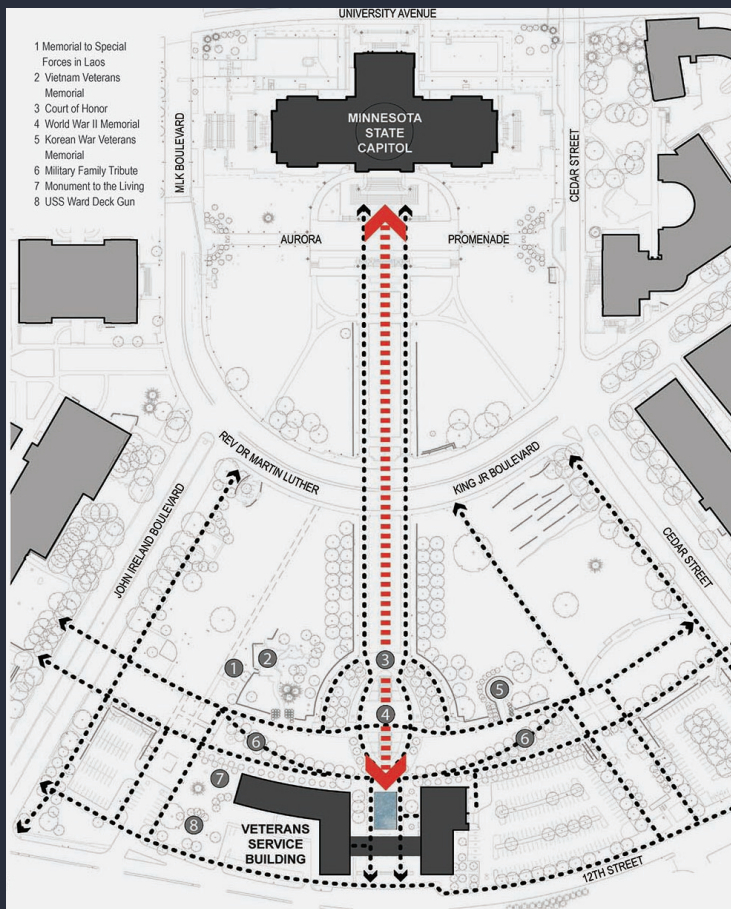 UNIVERSITY AVENUE
1 Memorial to Special
Forces in Laos
2 Vietnam Veterans
Memorial
3 Court of Honor
4 World War II Memorial
5 Korean War Veterans
Memorial
6 Military Family Tribute
7 Monument to the Living
8 USS Ward Deck Gun
MINNESOTA
STATE
CAPITOL
MLK BOULEVARD
CEDAR STREET
AURORA
PROMENADE
REV DR MARTIN LUTHER
KING JR BOULEVARD
JOHN IRELAND BOULEVARD
CEDAR STREET
1
2
3
5
4
6
6
7
8
VETERANS
SERVICE
BUILDING
12TH STREET